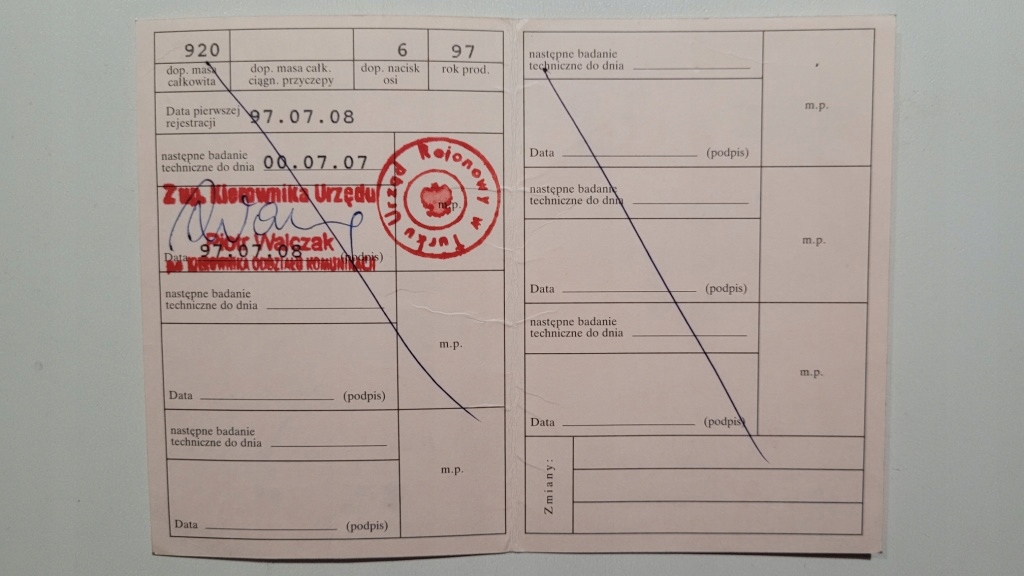 920 6 97
dop. masa całkowita dop. masa całk. ciągn. przyczepy dop. nacisk osi rok prod.
Data pierwszej rejestracji 97.07.08
następne badanie techniczne do dnia 00.07.07
Urząd Rejonowy w Turku
m.p.
Z up. Kierownika Urzędu
Piotr Walczak
Data 97.07.08 (podpis)
KIEROWNIKA ODDZIAŁU KOMUNIKACJI
następne badanie
techniczne do dnia
m.p.
Data (podpis)
następne badanie
techniczne do dnia
m.p.
Data (podpis)
następne badanie
techniczne do dnia
m.p.
Data (podpis)
następne badanie
techniczne do dnia
m.p.
Data (podpis)
następne badanie
techniczne do dnia
m.p.
Data (podpis)
Zmiany: